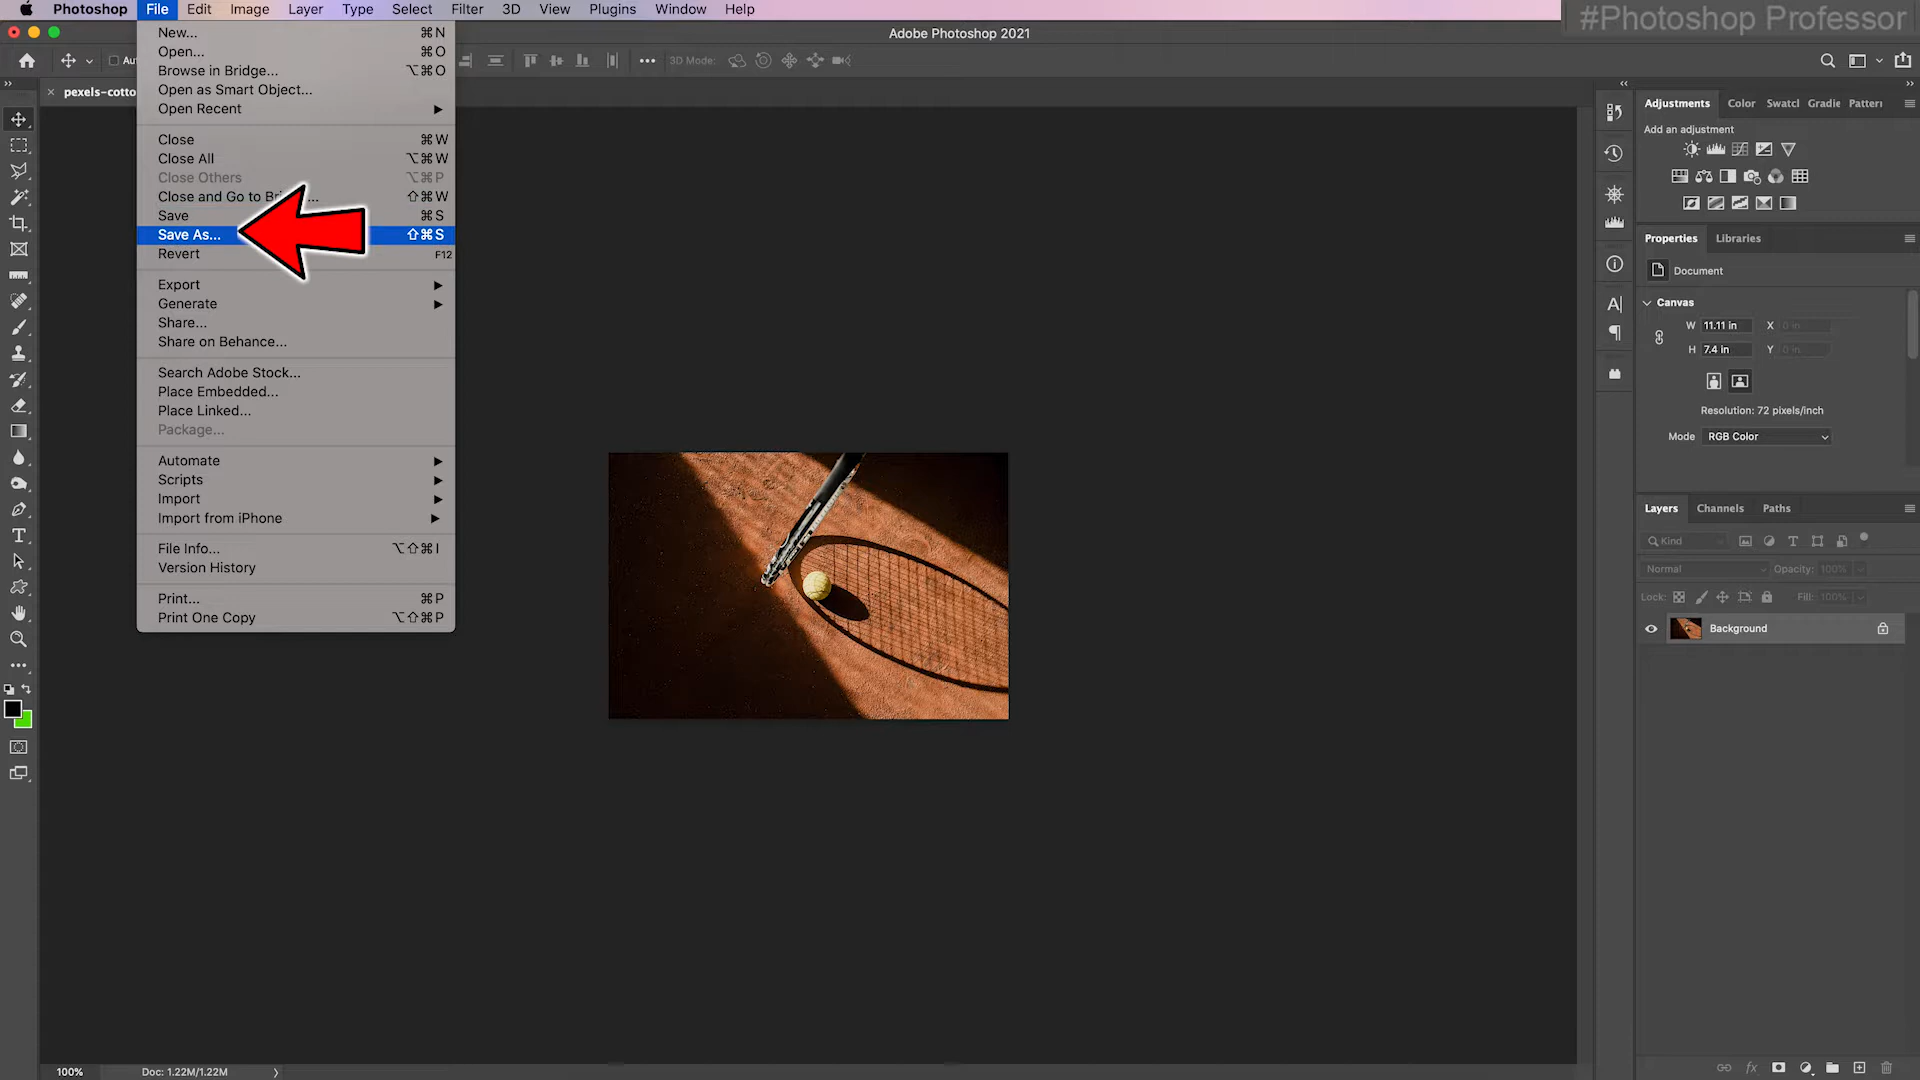 Photoshop File Edit Image Layer Type Select Filter 3D View Plugins Window Help
#Photoshop Professor
Adobe Photoshop 2021
3D Mode:
pexels-cotto
New... ⌘N
Open... ⌘O
Browse in Bridge... ⌥⌘O
Open as Smart Object...
Open Recent
Close ⌘W
Close All ⌥⌘W
Close Others ⌥⌘P
Close and Go to B ... ⇧⌘W
Save ⌘S
Save As... ⇧⌘S
Revert F12
Export
Generate
Share...
Share on Behance...
Search Adobe Stock...
Place Embedded...
Place Linked...
Package...
Automate
Scripts
Import
Import from iPhone
File Info... ⌥⇧⌘I
Version History
Print... ⌘P
Print One Copy ⌥⇧⌘P
Adjustments Color Swatcl Gradie Patteri
Add an adjustment
Properties Libraries
Document
Canvas
W 11.11 in X 0 in
H 7.4 in Y 0 in
Resolution: 72 pixels/inch
Mode RGB Color
Layers Channels Paths
Kind
Normal Opacity: 100%
Lock: Fill: 100%
Background
fx
100% Doc: 1.22M/1.22M